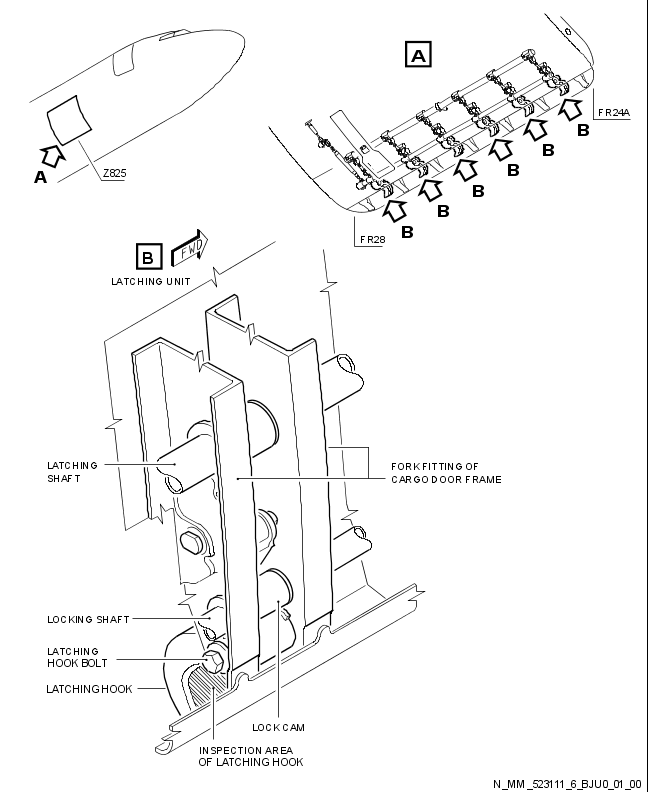 A
Z825
A
FR24A
B
B
B
B
B
B
FR28
B
FWD
LATCHING UNIT
LATCHING
SHAFT
FORK FITTING OF
CARGO DOOR FRAME
LOCKING SHAFT
LATCHING
HOOK BOLT
LATCHING HOOK
LOCK CAM
INSPECTION AREA
OF LATCHING HOOK
N_MM_523111_6_BJU0_01_00